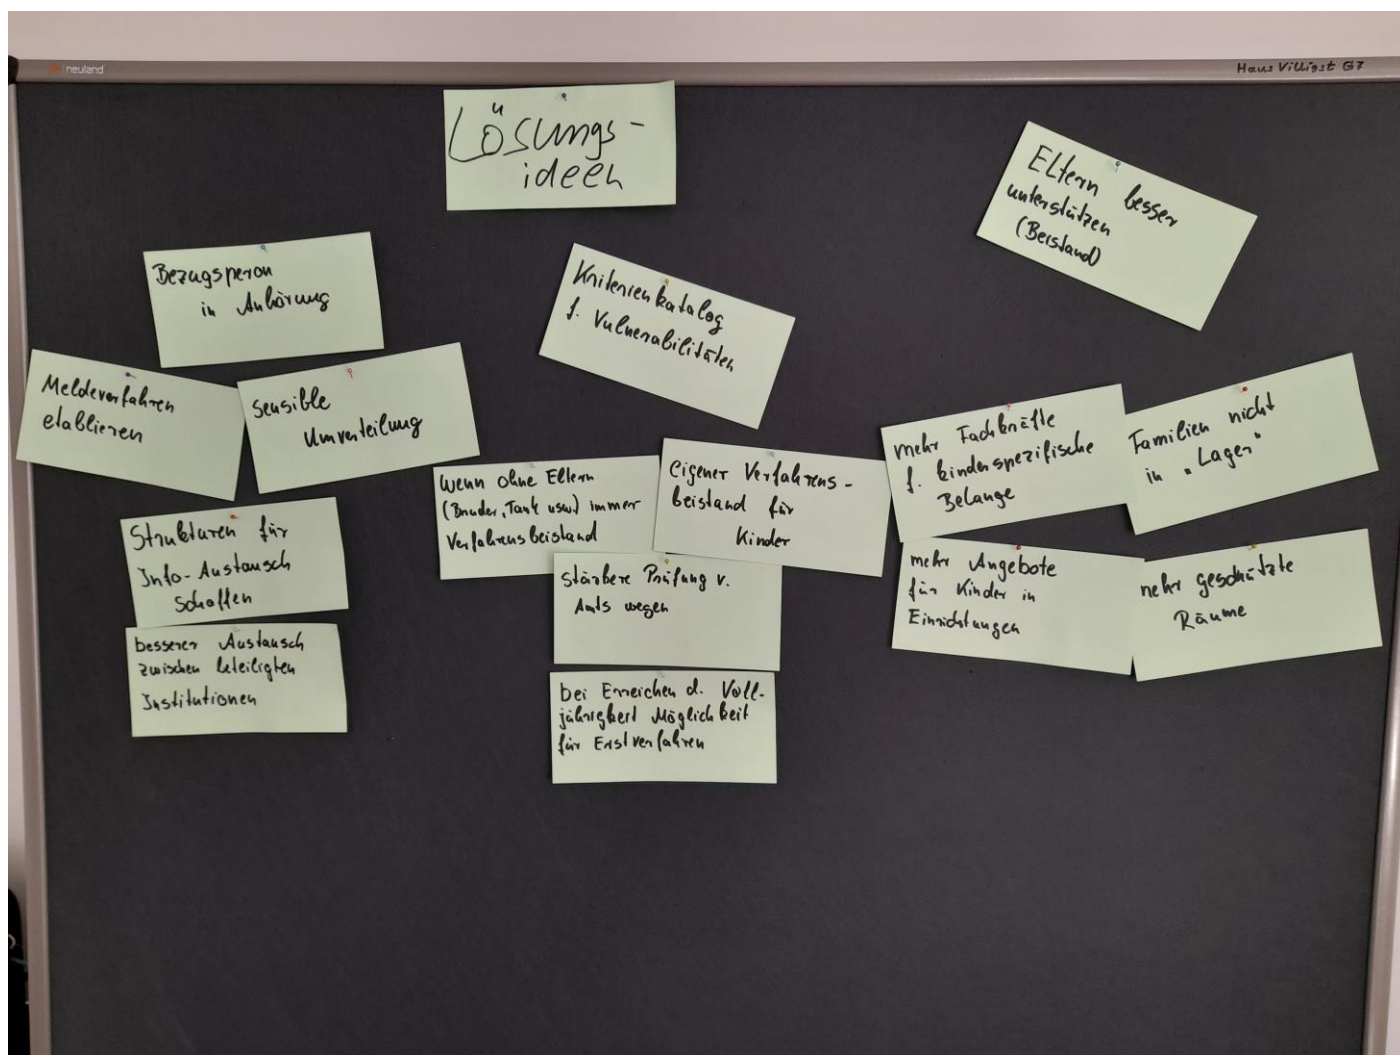 neuland
Haus Villigst G7
Lösungs-
ideen
Eltern besser
unterstützen
(Beistand)
Bezugsperson
in Anhörung
Kriterienkatalog
f. Vulnerabilitäten
Meldeverfahren
etablieren
sensible
Umverteilung
mehr Fachkräfte
f. kinderspezifische
Belange
Familien nicht
in „Lager“
Wenn ohne Eltern
(Bruder, Tante usw.) immer
Verfahrensbeistand
eigener Verfahrens-
beistand für
Kinder
Strukturen für
Info-Austausch
Schaffen
stärkere Prüfung v.
Amts wegen
mehr Angebote
für Kinder in
Einrichtungen
mehr geschützte
Räume
besserer Austausch
zwischen beteiligten
Institutionen
bei Erreichen d. Voll-
jährigkeit Möglichkeit
für Erstverfahren